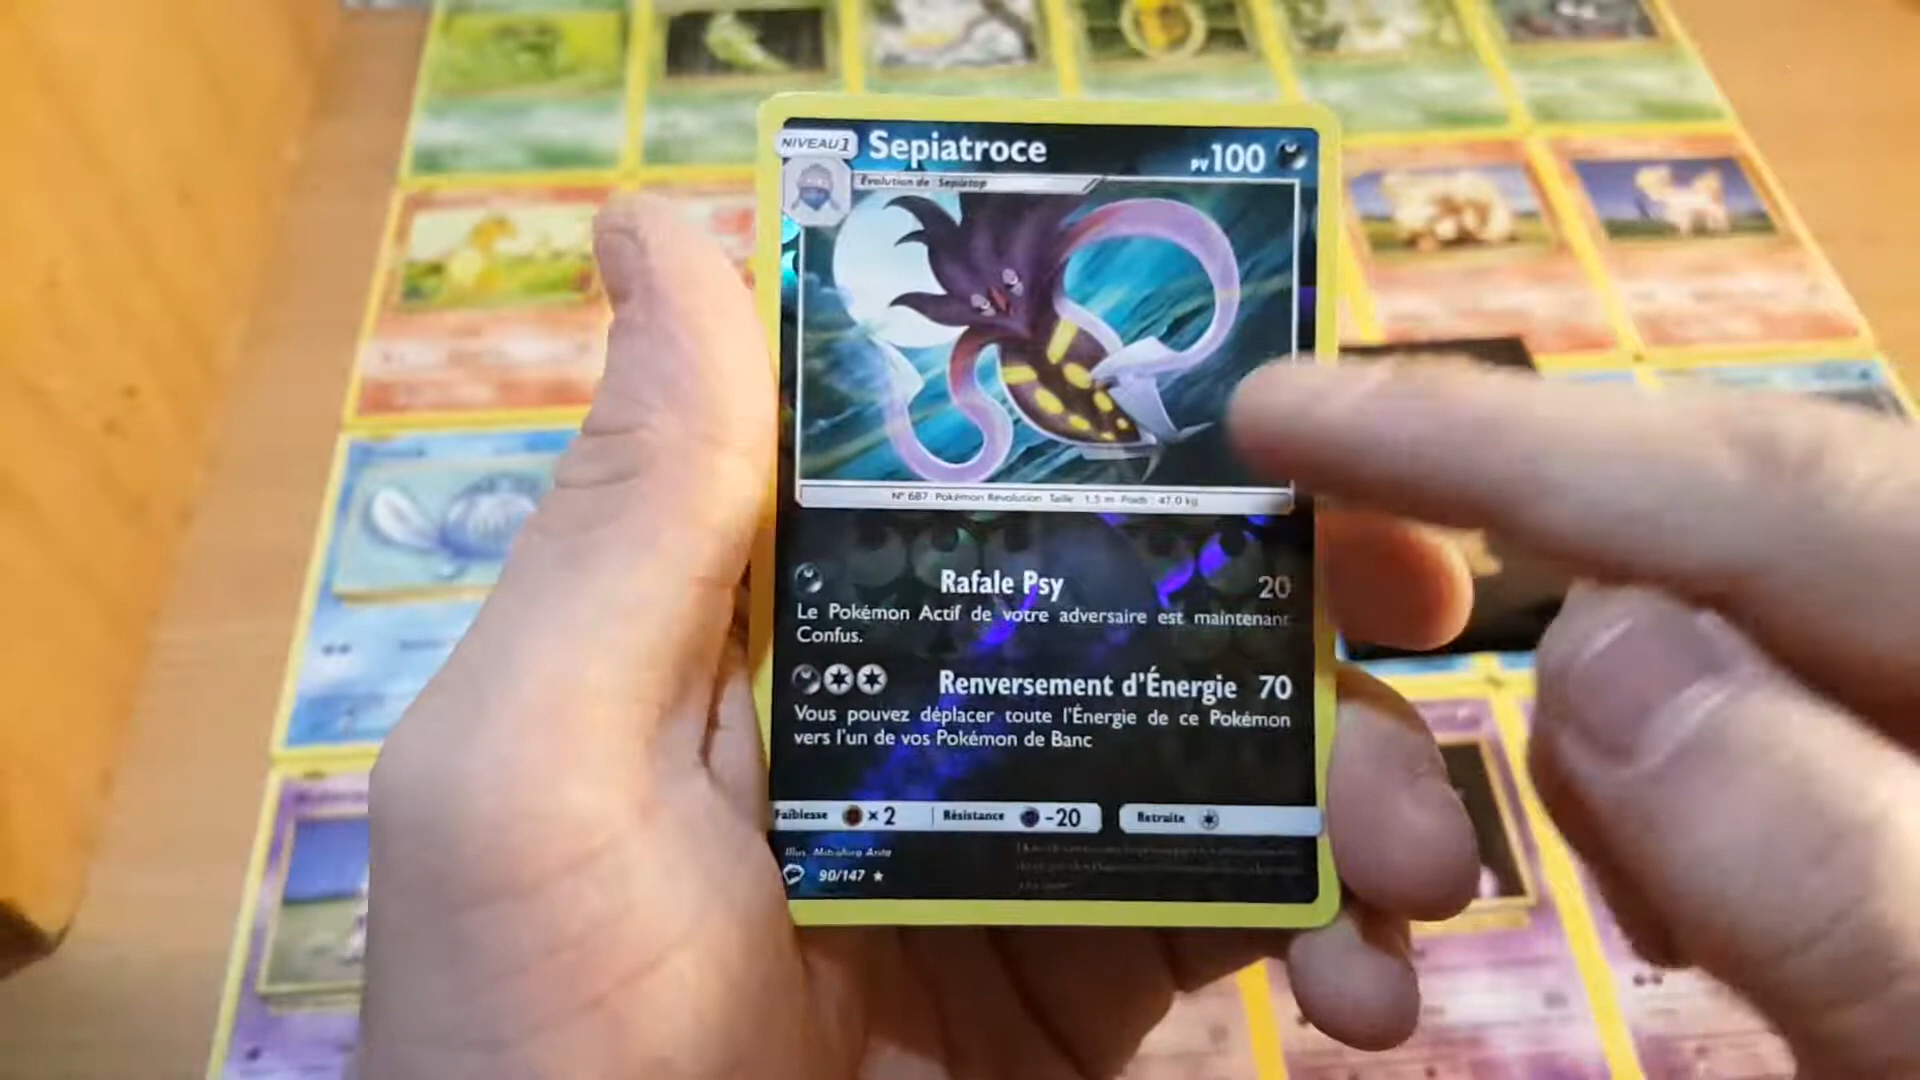 NIVEAU 1
Sepiatroce
PV 100
Évolution de Sepiatop
N° 687 Pokémon Révolution Taille : 1,5 m Poids : 47.0 kg
Rafale Psy 20
Le Pokémon Actif de votre adversaire est maintenant
Confus.
Renversement d'Énergie 70
Vous pouvez déplacer toute l'Énergie de ce Pokémon
vers l'un de vos Pokémon de Banc
Faiblesse ×2 Résistance -20 Retraite
Illus. Mitsuhiro Arita
90/147